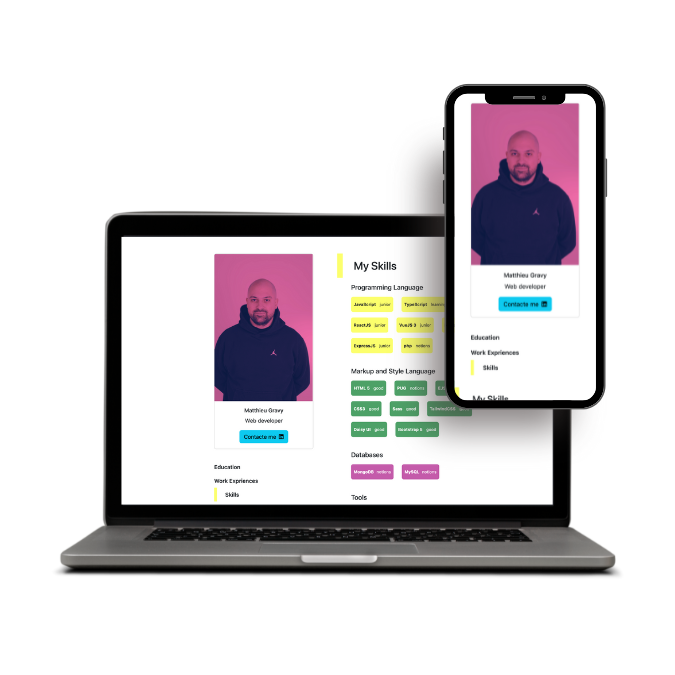 Matthieu Gravy
Web developer
Contacte me
Education
Work Expriences
Skills
My Skills
Programming Language
JavaScript junior TypeScript learning
ReactJS junior VueJS 3 junior
ExpressJS junior php notions
Markup and Style Language
HTML 5 good PUG notions
CSS3 good Sass good TailwindCSS good
Daisy UI good Bootstrap 5 good
Databases
MongoDB notions MySQL notions
Tools
Matthieu Gravy
Web developer
Contacte me
Education
Work Expriences
Skills
My Skills